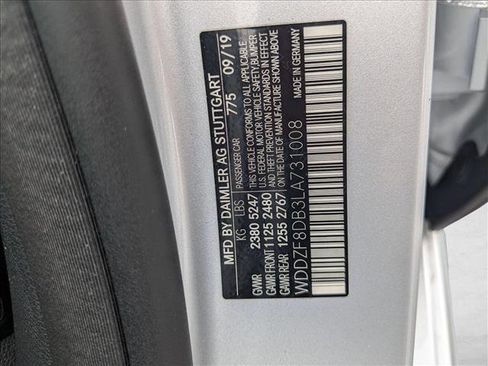 MFD BY DAIMLER AG STUTTGART
775 09/19
KG LBS PASSENGER CAR
GVWR 2380 5247 THIS VEHICLE CONFORMS TO ALL APPLICABLE
GAWR FRONT 1125 2480 U.S. FEDERAL MOTOR VEHICLE SAFETY, BUMPER
GAWR REAR 1255 2767 AND THEFT PREVENTION STANDARDS IN EFFECT
ON THE DATE OF MANUFACTURE SHOWN ABOVE
WDDZF8DB3LA731008 MADE IN GERMANY